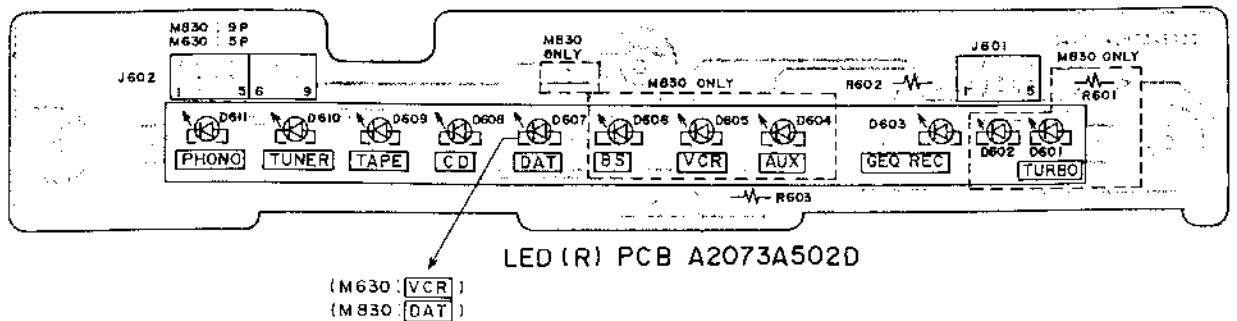 M830 : 9P
M630 : 5P
J602
1 5 6 9
M830
ONLY
M830 ONLY
R602
J601
1 5
M830 ONLY
R601
D611 D610 D609 D608 D607 D606 D605 D604 D603 D602 D601
PHONO TUNER TAPE CD DAT BS VCR AUX GEQ REC TURBO
R603
LED (R) PCB A2073A502D
(M630 : VCR )
(M830 : DAT )